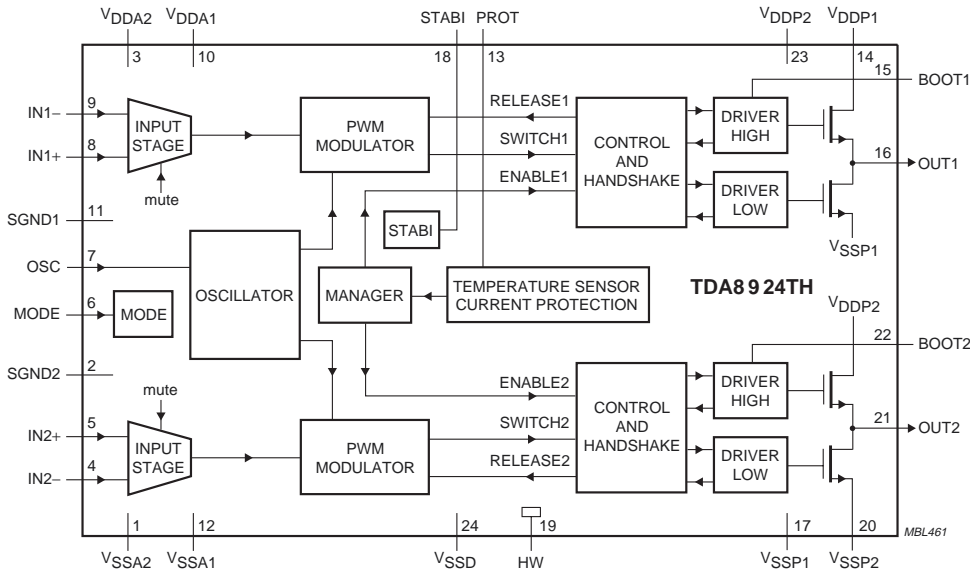 VDDA2 VDDA1 STABI PROT VDDP2 VDDP1
3 10 18 13 23 14
15 BOOT1
IN1− 9
INPUT STAGE
PWM MODULATOR
RELEASE1
CONTROL AND HANDSHAKE
DRIVER HIGH
IN1+ 8
SWITCH1
16 OUT1
mute
ENABLE1
DRIVER LOW
SGND1 11
STABI
VSSP1
OSC 7
OSCILLATOR
MANAGER
TEMPERATURE SENSOR
CURRENT PROTECTION
TDA8924TH
MODE 6
MODE
VDDP2
22 BOOT2
SGND2 2
mute
ENABLE2
CONTROL AND HANDSHAKE
DRIVER HIGH
IN2+ 5
INPUT STAGE
PWM MODULATOR
SWITCH2
21 OUT2
IN2− 4
RELEASE2
DRIVER LOW
1 12 24 19 17 20
MBL461
VSSA2 VSSA1 VSSD HW VSSP1 VSSP2